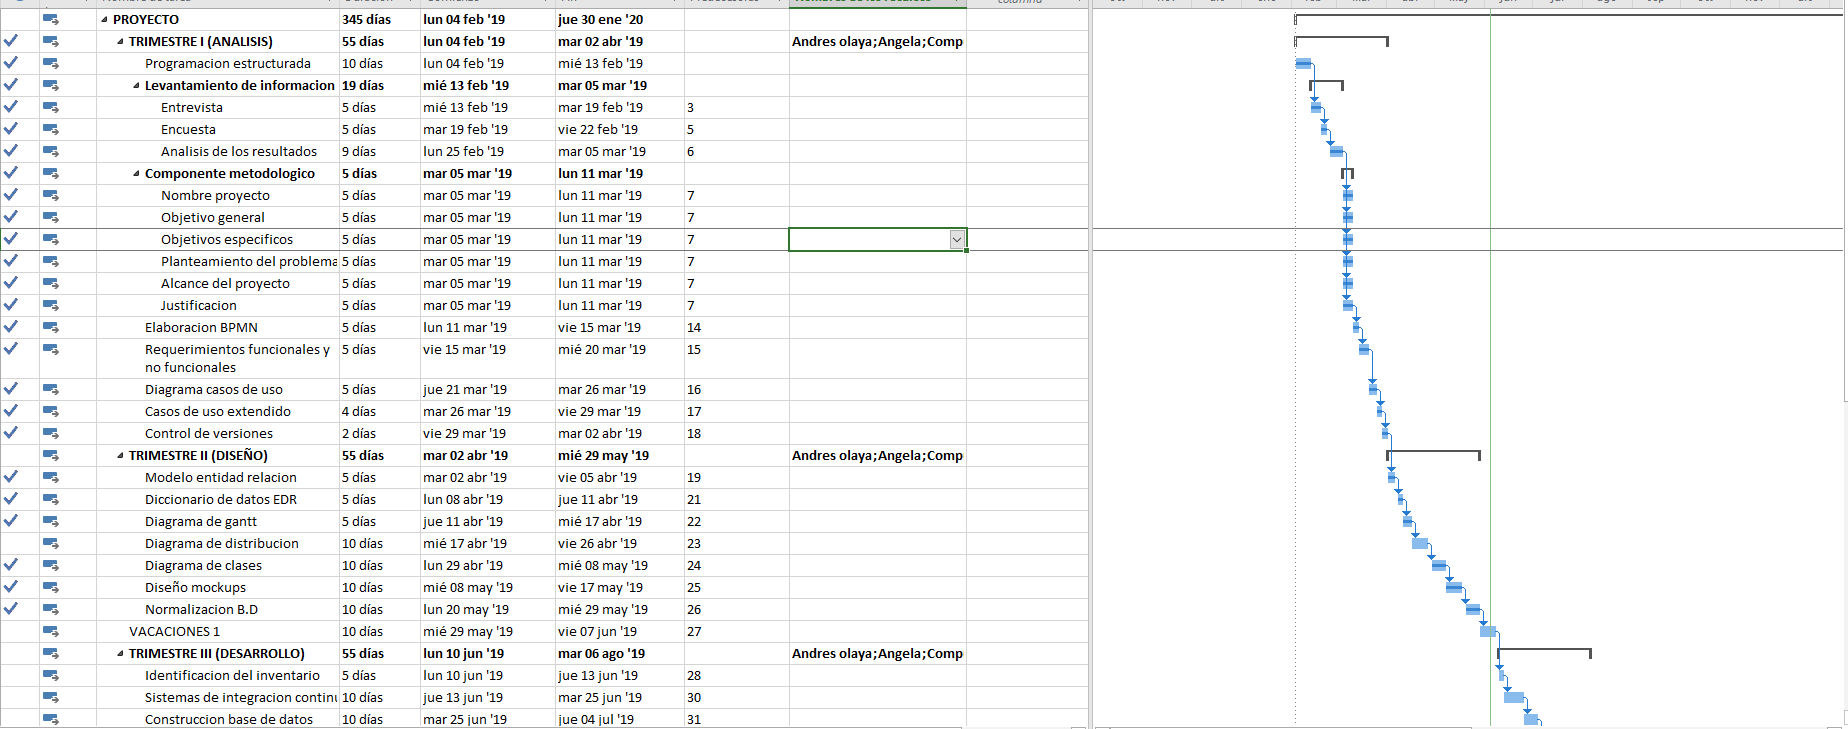 PROYECTO 345 días lun 04 feb '19 jue 30 ene '20
TRIMESTRE I (ANALISIS) 55 días lun 04 feb '19 mar 02 abr '19 Andres olaya;Angela;Comp
Programacion estructurada 10 días lun 04 feb '19 mié 13 feb '19
Levantamiento de informacion 19 días mié 13 feb '19 mar 05 mar '19
Entrevista 5 días mié 13 feb '19 mar 19 feb '19 3
Encuesta 5 días mar 19 feb '19 vie 22 feb '19 5
Analisis de los resultados 9 días lun 25 feb '19 mar 05 mar '19 6
Componente metodologico 5 días mar 05 mar '19 lun 11 mar '19
Nombre proyecto 5 días mar 05 mar '19 lun 11 mar '19 7
Objetivo general 5 días mar 05 mar '19 lun 11 mar '19 7
Objetivos especificos 5 días mar 05 mar '19 lun 11 mar '19 7
Planteamiento del problema 5 días mar 05 mar '19 lun 11 mar '19 7
Alcance del proyecto 5 días mar 05 mar '19 lun 11 mar '19 7
Justificacion 5 días mar 05 mar '19 lun 11 mar '19 7
Elaboracion BPMN 5 días lun 11 mar '19 vie 15 mar '19 14
Requerimientos funcionales y 5 días vie 15 mar '19 mié 20 mar '19 15
no funcionales
Diagrama casos de uso 5 días jue 21 mar '19 mar 26 mar '19 16
Casos de uso extendido 4 días mar 26 mar '19 vie 29 mar '19 17
Control de versiones 2 días vie 29 mar '19 mar 02 abr '19 18
TRIMESTRE II (DISEÑO) 55 días mar 02 abr '19 mié 29 may '19 Andres olaya;Angela;Comp
Modelo entidad relacion 5 días mar 02 abr '19 vie 05 abr '19 19
Diccionario de datos EDR 5 días lun 08 abr '19 jue 11 abr '19 21
Diagrama de gantt 5 días jue 11 abr '19 mié 17 abr '19 22
Diagrama de distribucion 10 días mié 17 abr '19 vie 26 abr '19 23
Diagrama de clases 10 días lun 29 abr '19 mié 08 may '19 24
Diseño mockups 10 días mié 08 may '19 vie 17 may '19 25
Normalizacion B.D 10 días lun 20 may '19 mié 29 may '19 26
VACACIONES 1 10 días mié 29 may '19 vie 07 jun '19 27
TRIMESTRE III (DESARROLLO) 55 días lun 10 jun '19 mar 06 ago '19 Andres olaya;Angela;Comp
Identificacion del inventario 5 días lun 10 jun '19 jue 13 jun '19 28
Sistemas de integracion continu 10 días jue 13 jun '19 mar 25 jun '19 30
Construccion base de datos 10 días mar 25 jun '19 jue 04 jul '19 31